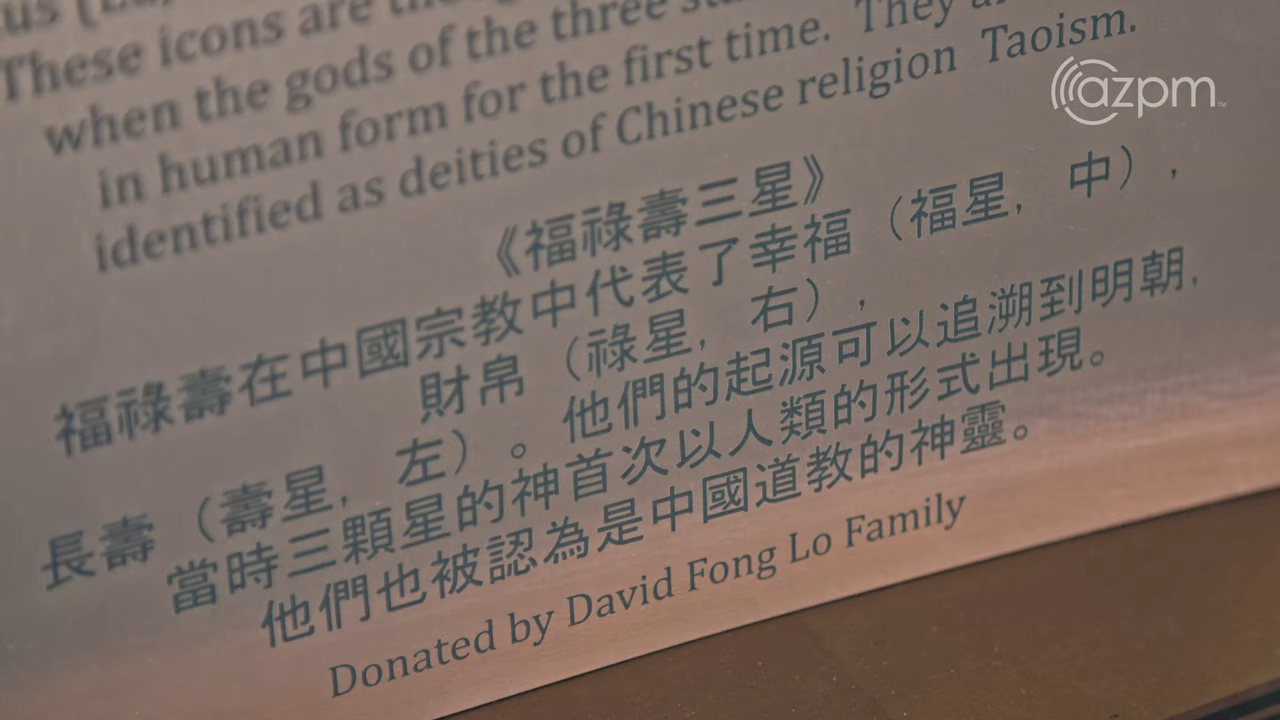 These icons are
when the gods of the three
in human form for the first time. They
identified as deities of Chinese religion Taoism.
《福祿壽三星》
福祿壽在中國宗教中代表了幸福（福星, 中）,
財帛（祿星, 右）,
長壽（壽星, 左）。他們的起源可以追溯到明朝,
當時三顆星的神首次以人類的形式出現。
他們也被認為是中國道教的神靈。
Donated by David Fong Lo Family
azpm